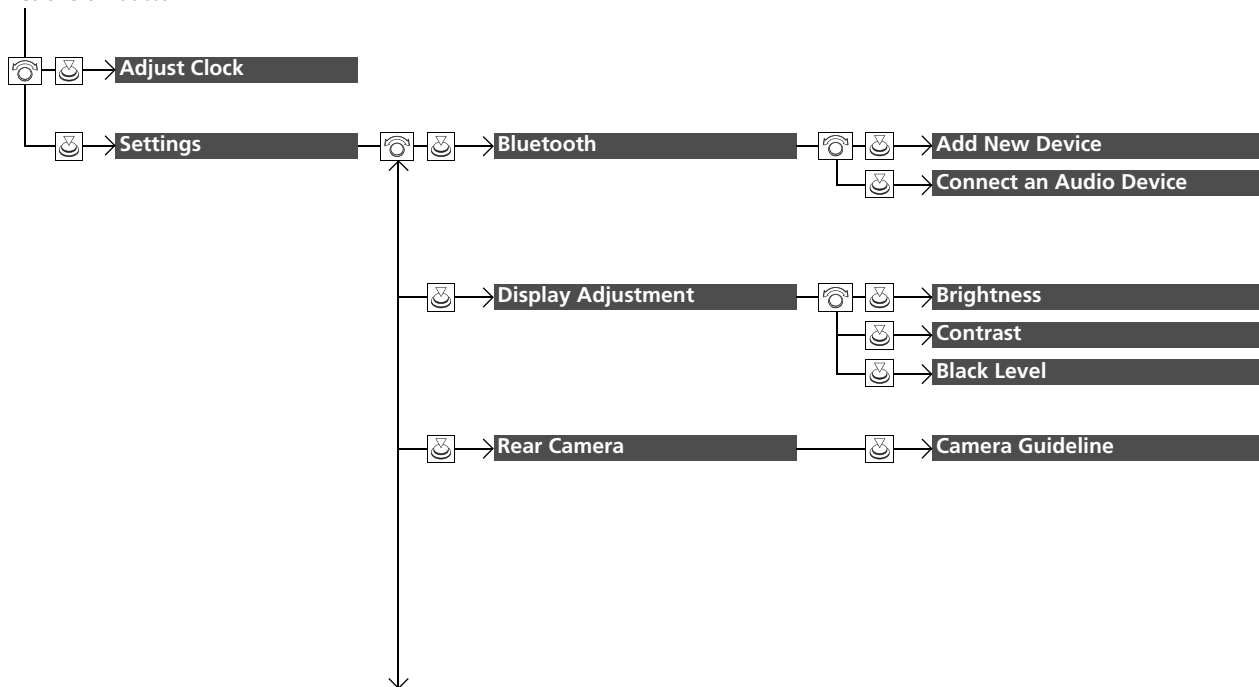 Adjust Clock
Settings
Bluetooth
Add New Device
Connect an Audio Device
Display Adjustment
Brightness
Contrast
Black Level
Rear Camera
Camera Guideline